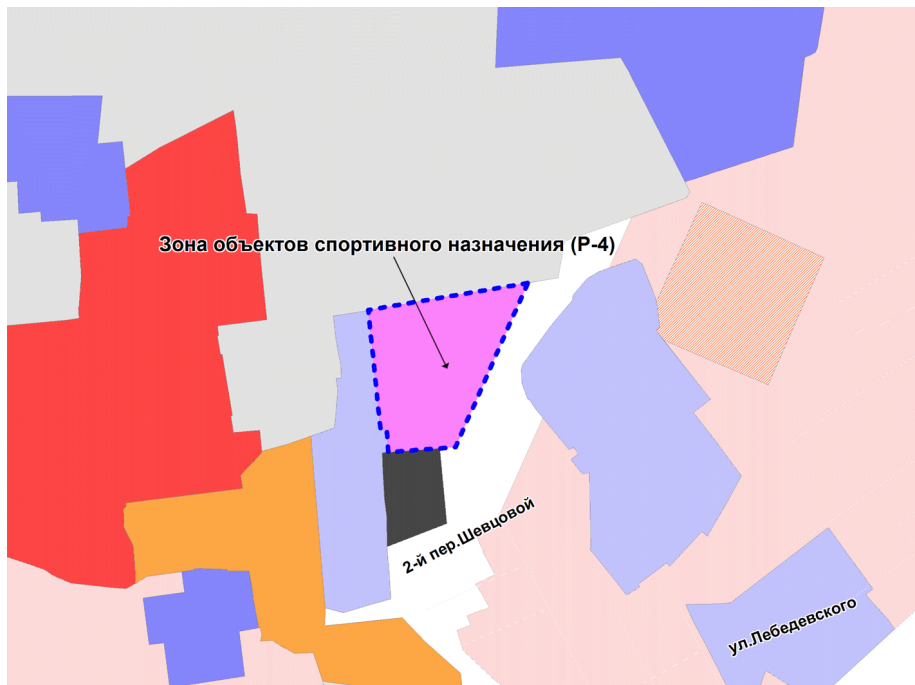 Зона объектов спортивного назначения (Р-4)
2-й пер.Шевцовой
ул.Лебедевского